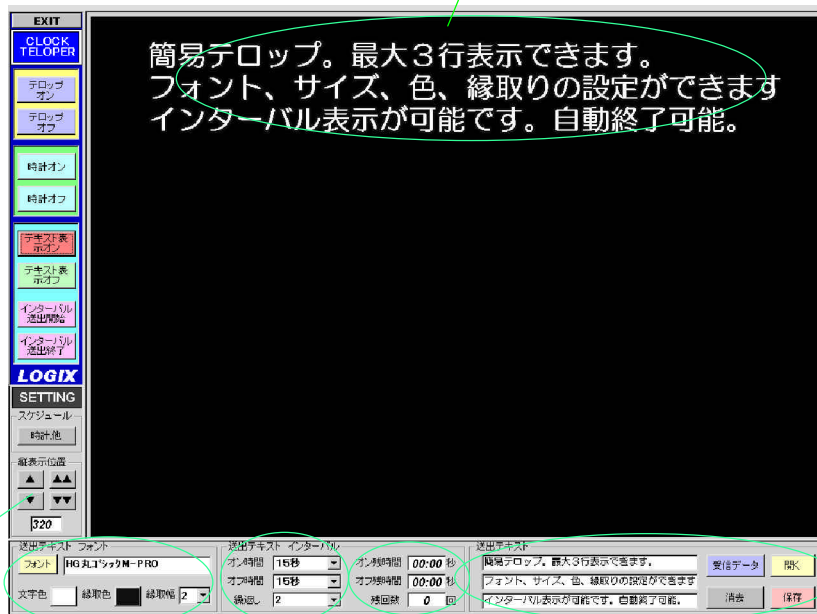 EXIT
CLOCK
TELOPER
テロップ
オン
テロップ
オフ
時計オン
時計オフ
テキスト表
示オン
テキスト表
示オフ
インターバル
送出開始
インターバル
送出終了
LOGIX
SETTING
スケジュール
時計,他
縦表示位置
▲ ▲▲
▼ ▼▼
320
簡易テロップ。最大3行表示できます。
フォント、サイズ、色、縁取りの設定ができます
インターバル表示が可能です。自動終了可能。
送出テキスト フォント
フォント HG丸ゴシックM-PRO
文字色 縁取色 縁取幅 2
送出テキスト インターバル
オン時間 15秒 オン残時間 00:00 秒
オフ時間 15秒 オフ残時間 00:00 秒
繰返し 2 残回数 0 回
送出テキスト
簡易テロップ。最大3行表示できます。
フォント、サイズ、色、縁取りの設定ができます
インターバル表示が可能です。自動終了可能。
受信データ 開く
消去 保存